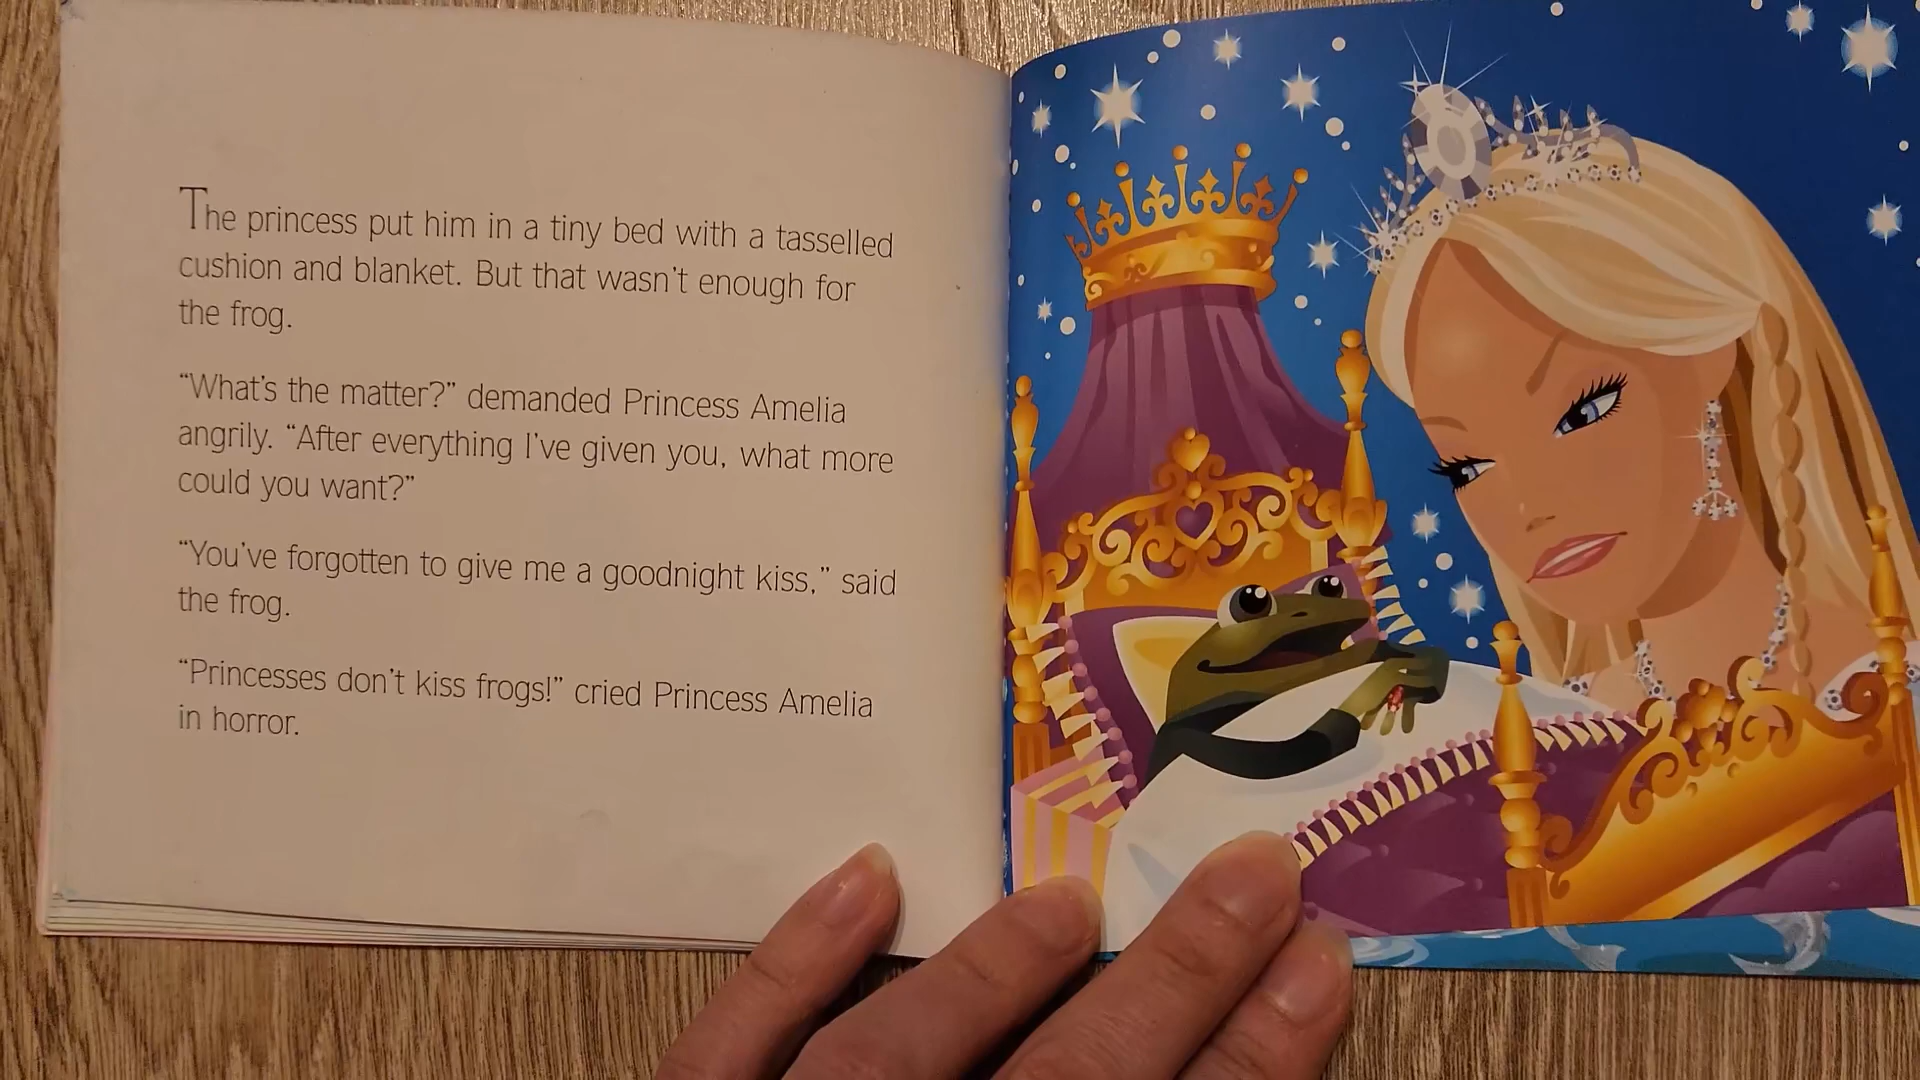 The princess put him in a tiny bed with a tasselled
cushion and blanket. But that wasn't enough for
the frog.
“What's the matter?” demanded Princess Amelia
angrily. “After everything I've given you, what more
could you want?”
“You've forgotten to give me a goodnight kiss,” said
the frog.
“Princesses don't kiss frogs!” cried Princess Amelia
in horror.